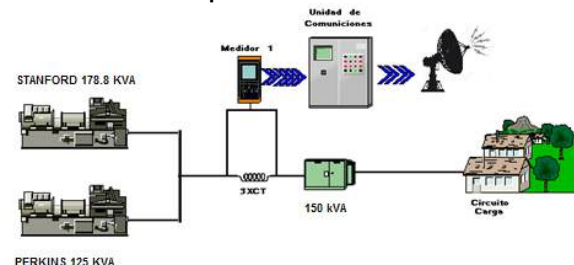 Unidad de
Comuniciones
Medidor 1
STANFORD 178.8 KVA
3XCT
150 kVA
Circuito
Carga
PERKINS 125 KVA